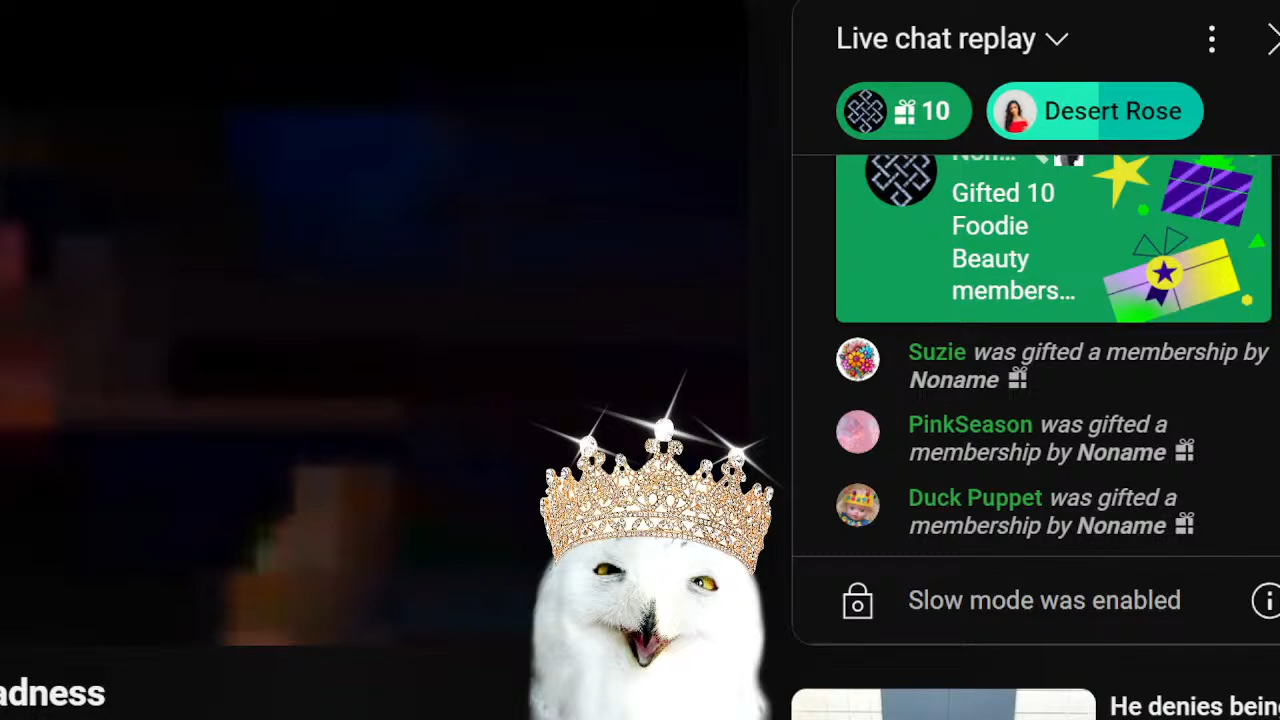 Live chat replay
10
Desert Rose
Gifted 10
Foodie
Beauty
members...
Suzie was gifted a membership by
Noname
PinkSeason was gifted a
membership by Noname
Duck Puppet was gifted a
membership by Noname
Slow mode was enabled
adness
He denies bein